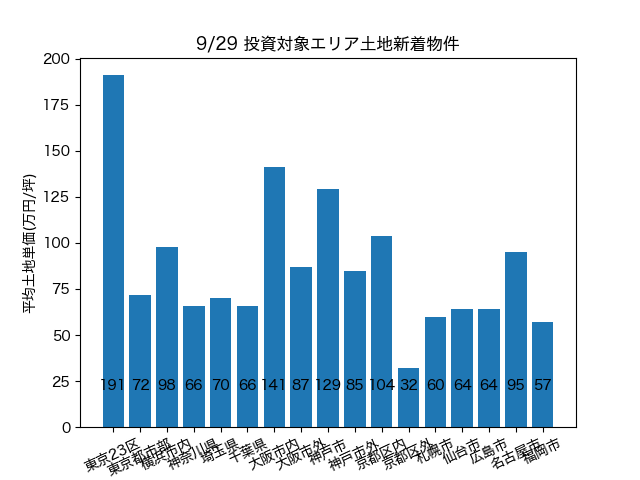 9/29 投資対象エリア土地新着物件
平均土地単価(万円/坪)
200
175
150
125
100
75
50
25
0
191 72 98 66 70 66 141 87 129 85 104 32 60 64 64 95 57
東京23区 東京都市部 横浜市内 神奈川県 埼玉県 千葉県 大阪市内 大阪市外 神戸市 神戸市外 京都区内 京都区外 札幌市 仙台市 広島市 名古屋市 福岡市